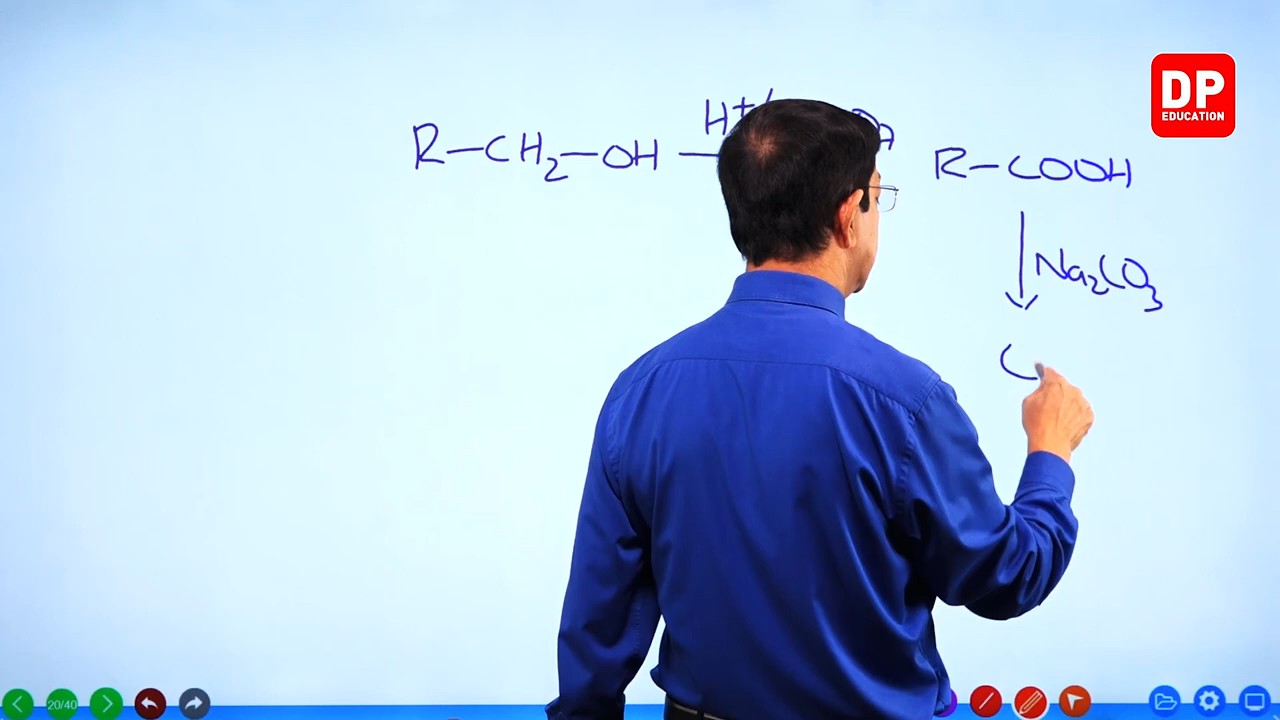 DP
EDUCATION
H+/
R-CH2-OH
R-COOH
Na2CO3
C
20/40